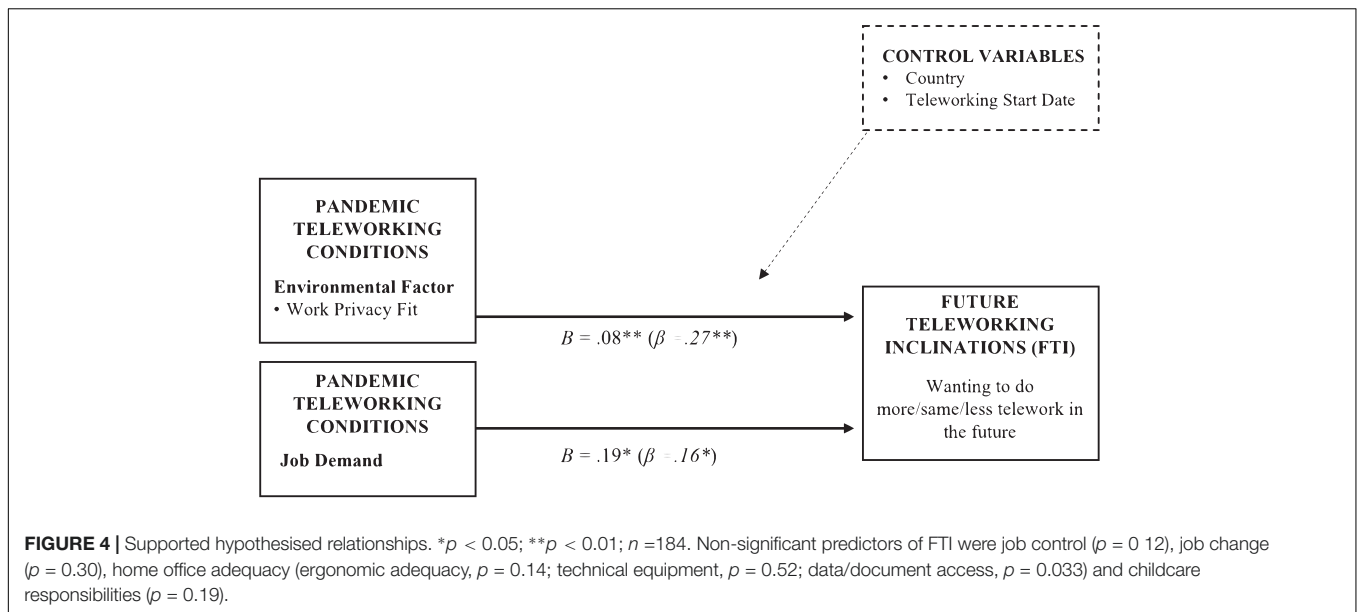 CONTROL VARIABLES
• Country
• Teleworking Start Date
PANDEMIC
TELEWORKING
CONDITIONS
Environmental Factor
• Work Privacy Fit
B = .08** (β = .27**)
PANDEMIC
TELEWORKING
CONDITIONS
Job Demand
B = .19* (β = .16*)
FUTURE
TELEWORKING
INCLINATIONS (FTI)
Wanting to do
more/same/less telework in
the future
FIGURE 4 | Supported hypothesised relationships. *p < 0.05; **p < 0.01; n =184. Non-significant predictors of FTI were job control (p = 0 12), job change
(p = 0.30), home office adequacy (ergonomic adequacy, p = 0.14; technical equipment, p = 0.52; data/document access, p = 0.033) and childcare
responsibilities (p = 0.19).